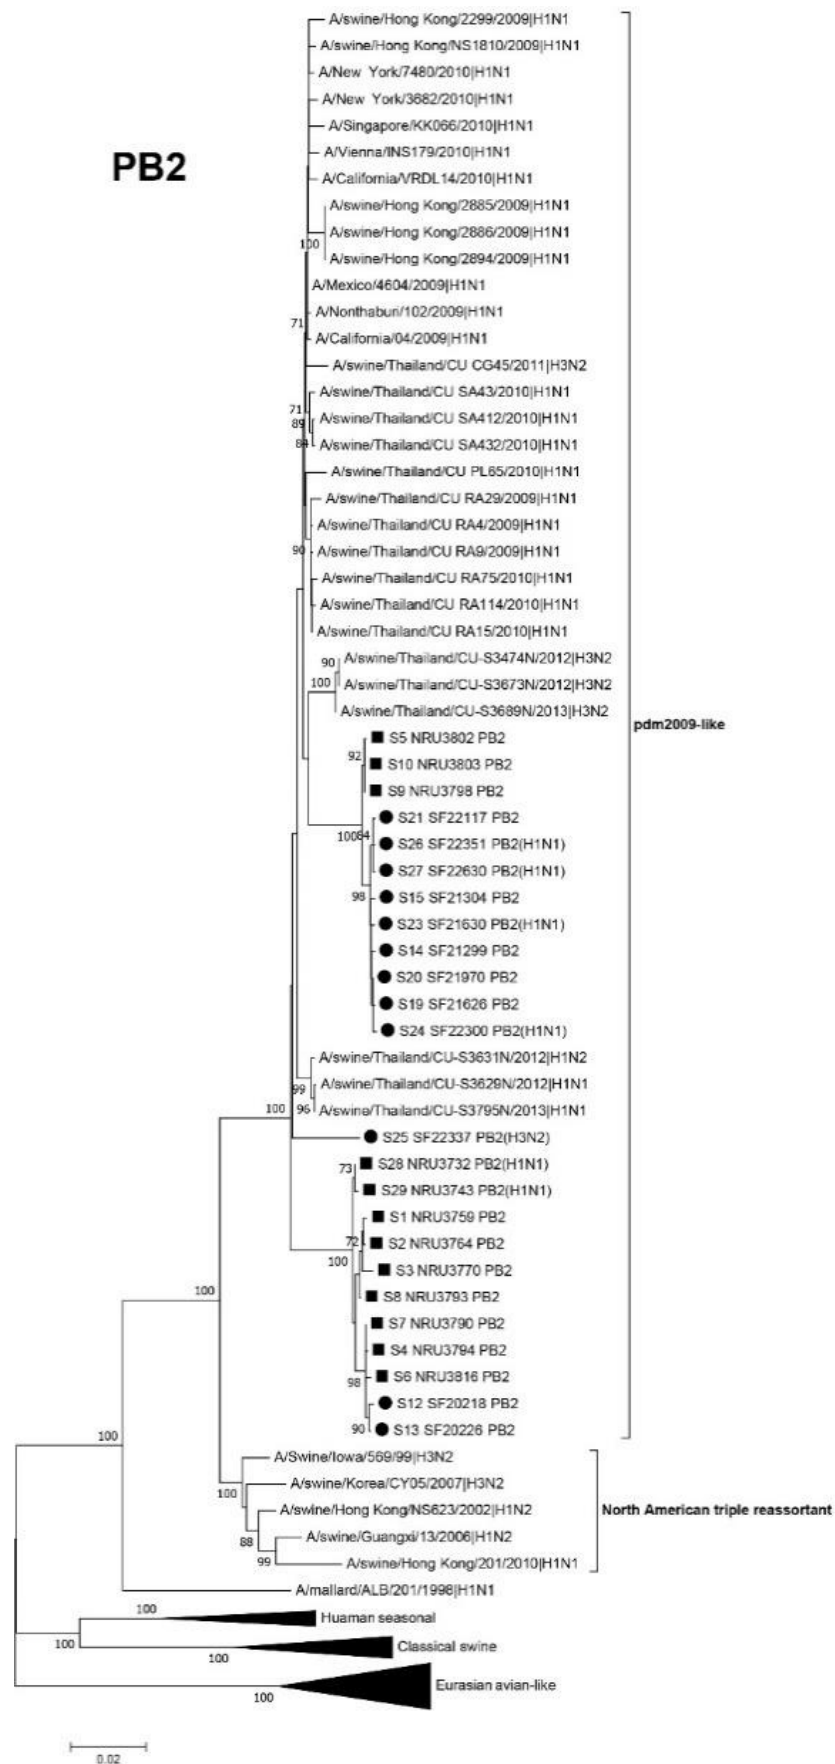 A/swine/Hong Kong/2299/2009|H1N1
A/swine/Hong Kong/NS1810/2009|H1N1
A/New York/7480/2010|H1N1
A/New York/3682/2010|H1N1
A/Singapore/KK066/2010|H1N1
PB2
A/Vienna/INS179/2010|H1N1
A/California/VRDL14/2010|H1N1
A/swine/Hong Kong/2885/2009|H1N1
A/swine/Hong Kong/2886/2009|H1N1
100
A/swine/Hong Kong/2894/2009|H1N1
A/Mexico/4604/2009|H1N1
A/Nonthaburi/102/2009|H1N1
71
A/California/04/2009|H1N1
A/swine/Thailand/CU CG45/2011|H3N2
A/swine/Thailand/CU SA43/2010|H1N1
71
A/swine/Thailand/CU SA412/2010|H1N1
89
84
A/swine/Thailand/CU SA432/2010|H1N1
A/swine/Thailand/CU PL65/2010|H1N1
A/swine/Thailand/CU RA29/2009|H1N1
A/swine/Thailand/CU RA4/2009|H1N1
90
A/swine/Thailand/CU RA9/2009|H1N1
A/swine/Thailand/CU RA75/2010|H1N1
A/swine/Thailand/CU RA114/2010|H1N1
A/swine/Thailand/CU RA15/2010|H1N1
90
A/swine/Thailand/CU-S3474N/2012|H3N2
100
A/swine/Thailand/CU-S3673N/2012|H3N2
A/swine/Thailand/CU-S3689N/2013|H3N2
pdm2009-like
S5 NRU3802 PB2
92
S10 NRU3803 PB2
S9 NRU3798 PB2
S21 SF22117 PB2
100
64
S26 SF22351 PB2(H1N1)
S27 SF22630 PB2(H1N1)
98
S15 SF21304 PB2
S23 SF21630 PB2(H1N1)
S14 SF21299 PB2
S20 SF21970 PB2
S19 SF21626 PB2
S24 SF22300 PB2(H1N1)
A/swine/Thailand/CU-S3631N/2012|H1N2
99
A/swine/Thailand/CU-S3629N/2012|H1N1
100
96
A/swine/Thailand/CU-S3795N/2013|H1N1
S25 SF22337 PB2(H3N2)
73
S28 NRU3732 PB2(H1N1)
S29 NRU3743 PB2(H1N1)
S1 NRU3759 PB2
72
S2 NRU3764 PB2
100
S3 NRU3770 PB2
100
S8 NRU3793 PB2
S7 NRU3790 PB2
S4 NRU3794 PB2
98
S6 NRU3816 PB2
S12 SF20218 PB2
90
S13 SF20226 PB2
100
A/Swine/Iowa/569/99|H3N2
100
A/swine/Korea/CY05/2007|H3N2
A/swine/Hong Kong/NS623/2002|H1N2
North American triple reassortant
88
A/swine/Guangxi/13/2006|H1N2
99
A/swine/Hong Kong/201/2010|H1N1
A/mallard/ALB/201/1998|H1N1
100
Huaman seasonal
100
100
Classical swine
100
Eurasian avian-like
0.02